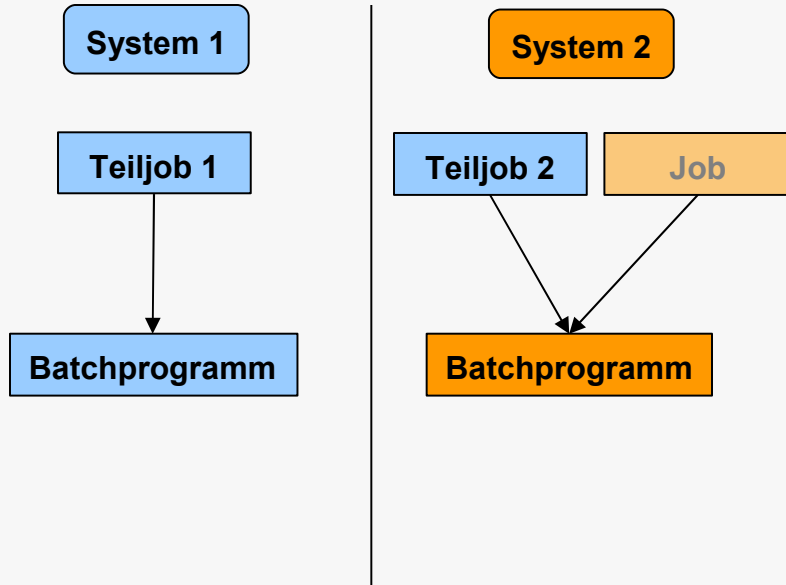 System 1
System 2
Teiljob 1
Teiljob 2
Job
Batchprogramm
Batchprogramm